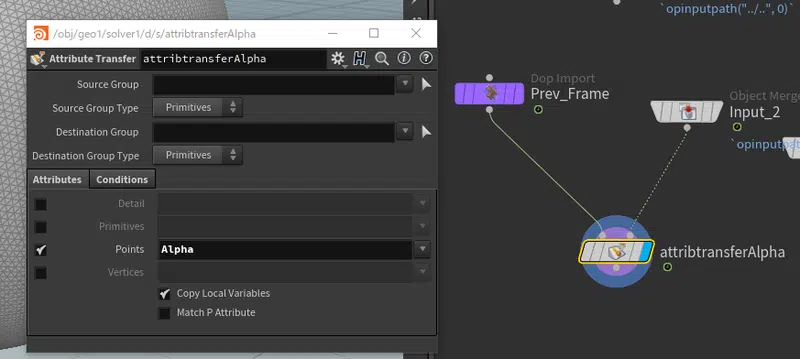 /obj/geo1/solver1/d/s/attribtransferAlpha
Attribute Transfer attribtransferAlpha
Source Group
Source Group Type Primitives
Destination Group
Destination Group Type Primitives
Attributes Conditions
Detail
Primitives
Points Alpha
Vertices
Copy Local Variables
Match P Attribute
`opinputpath("../..", 0)
Dop Import
Prev_Frame
Object Merge
Input_2
`opinputpat
attribtransferAlpha